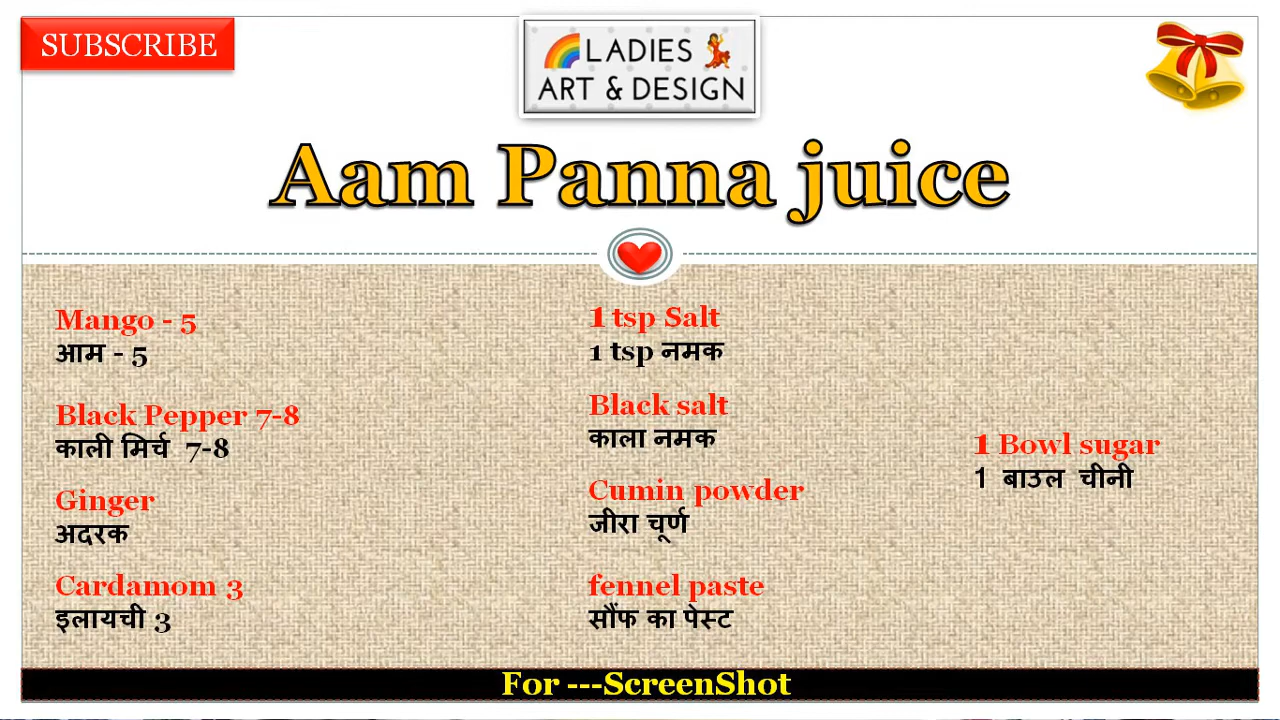 SUBSCRIBE
LADIES
ART & DESIGN
Aam Panna juice
Mango - 5
आम - 5
Black Pepper 7-8
काली मिर्च 7-8
Ginger
अदरक
Cardamom 3
इलायची 3
1 tsp Salt
1 tsp नमक
Black salt
काला नमक
Cumin powder
जीरा चूर्ण
fennel paste
सौंफ का पेस्ट
1 Bowl sugar
1 बाउल चीनी
For ---ScreenShot